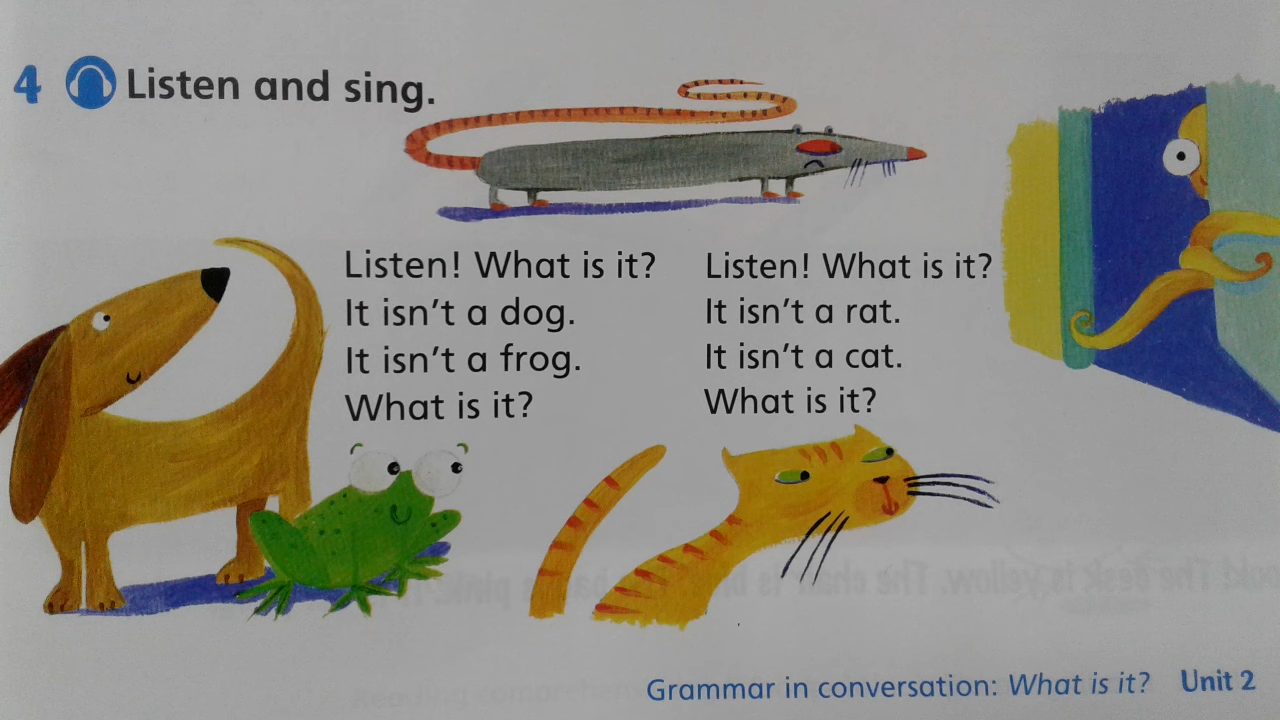 4 Listen and sing.
Listen! What is it?
It isn't a dog.
It isn't a frog.
What is it?
Listen! What is it?
It isn't a rat.
It isn't a cat.
What is it?
Grammar in conversation: What is it? Unit 2